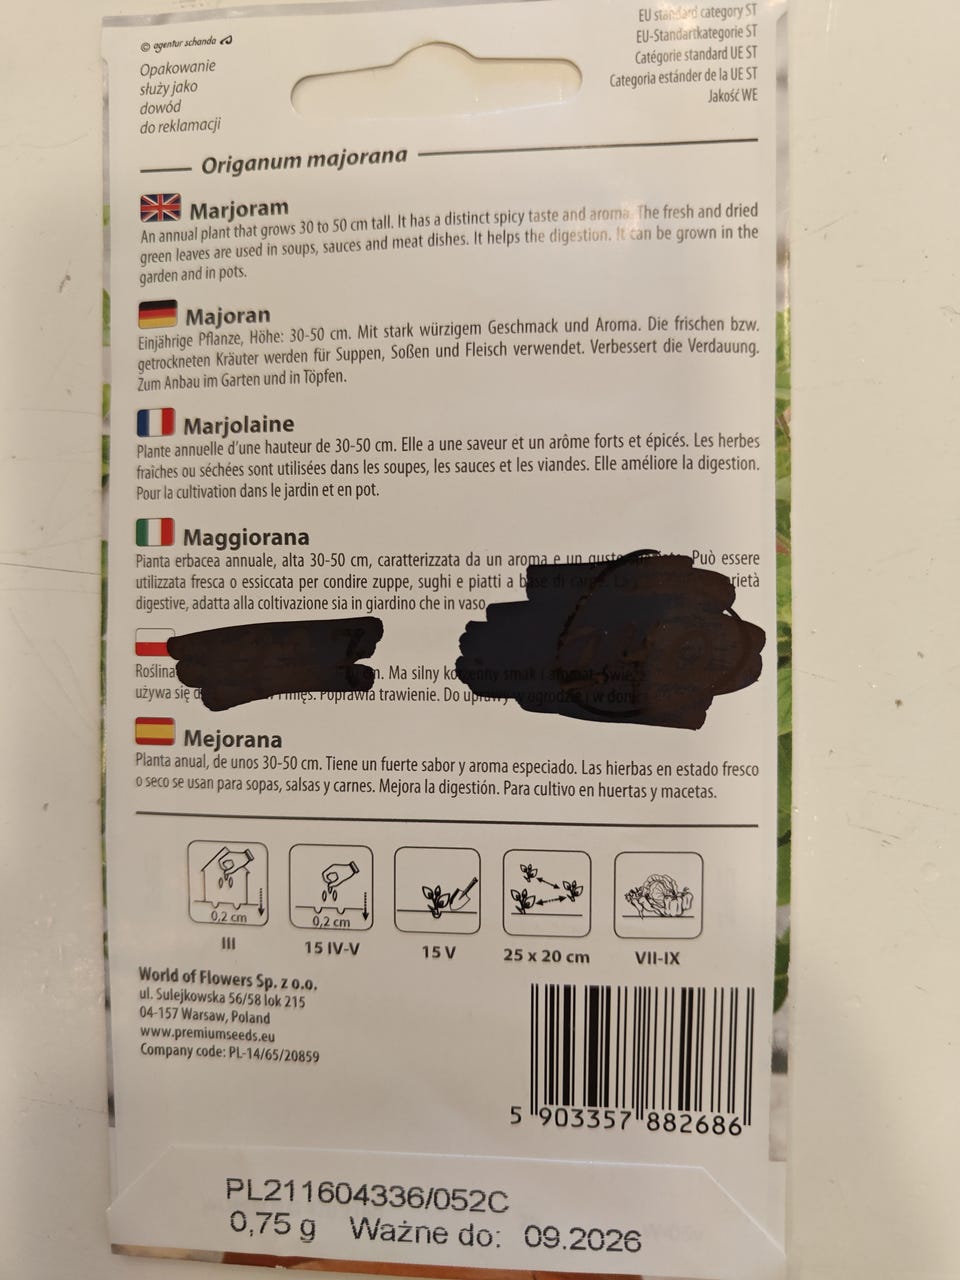 © agentur schanda
Opakowanie
służy jako
dowód
do reklamacji
EU standard category ST
EU-Standartkategorie ST
Catégorie standard UE ST
Categoria estánder de la UE ST
Jakość WE
Origanum majorana
Marjoram
An annual plant that grows 30 to 50 cm tall. It has a distinct spicy taste and aroma. The fresh and dried
green leaves are used in soups, sauces and meat dishes. It helps the digestion. It can be grown in the
garden and in pots.
Majoran
Einjährige Pflanze, Höhe: 30-50 cm. Mit stark würzigem Geschmack und Aroma. Die frischen bzw.
getrockneten Kräuter werden für Suppen, Soßen und Fleisch verwendet. Verbessert die Verdauung.
Zum Anbau im Garten und in Töpfen.
Marjolaine
Plante annuelle d'une hauteur de 30-50 cm. Elle a une saveur et un arôme forts et épicés. Les herbes
fraîches ou séchées sont utilisées dans les soupes, les sauces et les viandes. Elle améliore la digestion.
Pour la cultivation dans le jardin et en pot.
Maggiorana
Pianta erbacea annuale, alta 30-50 cm, caratterizzata da un aroma e un gusto Può essere
utilizzata fresca o essiccata per condire zuppe, sughi e piatti a base di
digestive, adatta alla coltivazione sia in giardino che in vaso.
Roślina Ma silny korzenny smak i aromat.
używa się i mięs. Poprawia trawienie. Do uprawy w ogrodzie i w
Mejorana
Planta anual, de unos 30-50 cm. Tiene un fuerte sabor y aroma especiado. Las hierbas en estado fresco
o seco se usan para sopas, salsas y carnes. Mejora la digestión. Para cultivo en huertas y macetas.
0,2 cm 0,2 cm
III 15 IV-V 15 V 25 x 20 cm VII-IX
World of Flowers Sp. z o.o.
ul. Sulejkowska 56/58 lok 215
04-157 Warsaw, Poland
www.premiumseeds.eu
Company code: PL-14/65/20859
5 903357 882686
PL211604336/052C
0,75 g Ważne do: 09.2026